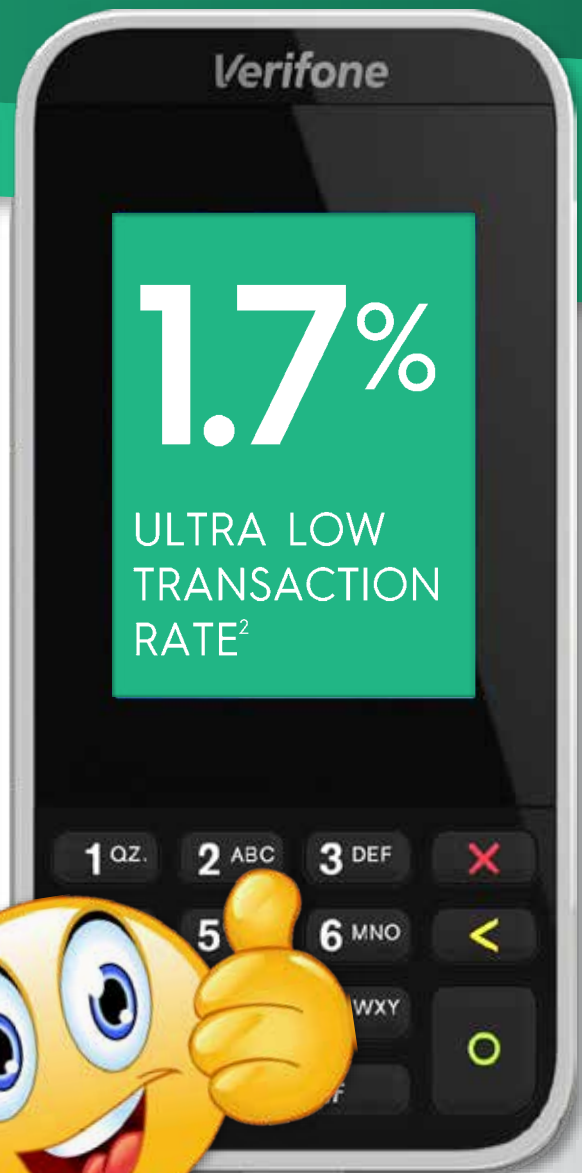 Verifone
1.7%
ULTRA LOW
TRANSACTION
RATE²
1 QZ. 2 ABC 3 DEF
5 6 MNO
WXY